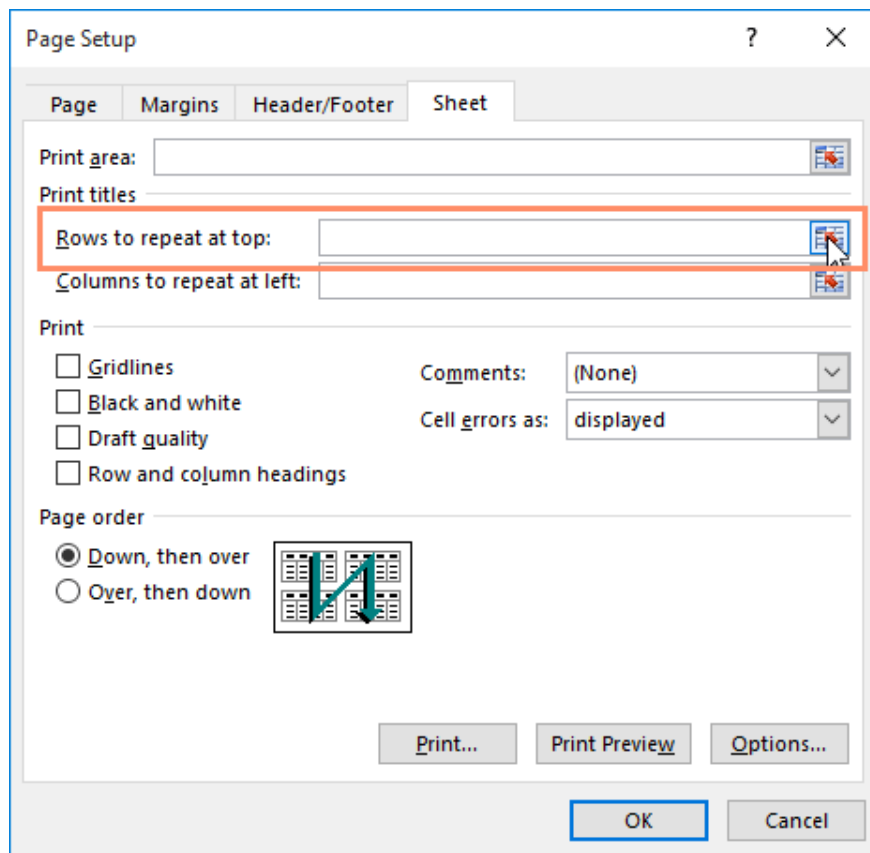 Page Setup ?
Page Margins Header/Footer Sheet
Print area:
Print titles
Rows to repeat at top:
Columns to repeat at left:
Print
Gridlines Comments: (None)
Black and white
Cell errors as: displayed
Draft quality
Row and column headings
Page order
Down, then over
Over, then down
Print... Print Preview Options...
OK Cancel